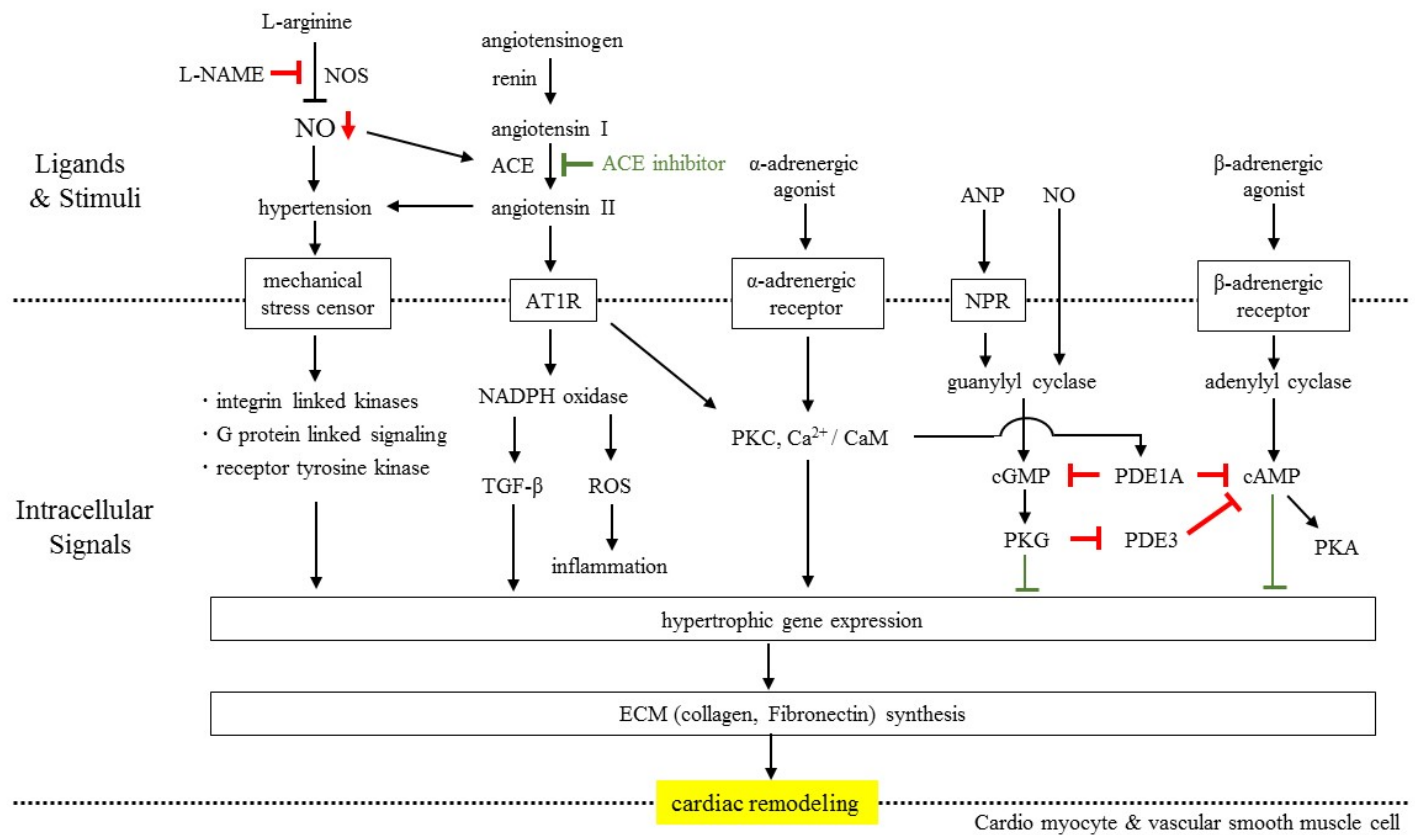 L-arginine
L-NAME
NOS
NO
angiotensinogen
renin
angiotensin I
ACE
ACE inhibitor
angiotensin II
hypertension
Ligands
& Stimuli
α-adrenergic
agonist
ANP
NO
β-adrenergic
agonist
mechanical
stress censor
AT1R
α-adrenergic
receptor
NPR
β-adrenergic
receptor
・integrin linked kinases
・G protein linked signaling
・receptor tyrosine kinase
NADPH oxidase
TGF-β
ROS
inflammation
PKC, Ca²⁺ / CaM
guanylyl cyclase
adenylyl cyclase
cGMP
PDE1A
cAMP
PKG
PDE3
PKA
Intracellular
Signals
hypertrophic gene expression
ECM (collagen, Fibronectin) synthesis
cardiac remodeling
Cardio myocyte & vascular smooth muscle cell